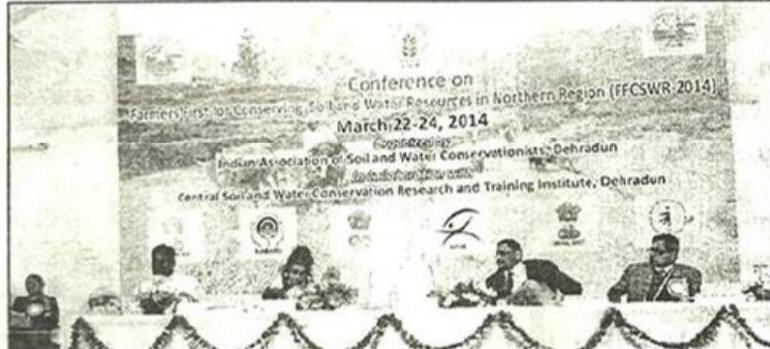 Conference on
Farmers First for Conserving Soil and Water Resources in Northern Region (FFCSWR-2014)
March 22-24, 2014
Indian Association of Soil and Water Conservationists, Dehradun
Central Soil and Water Conservation Research and Training Institute, Dehradun